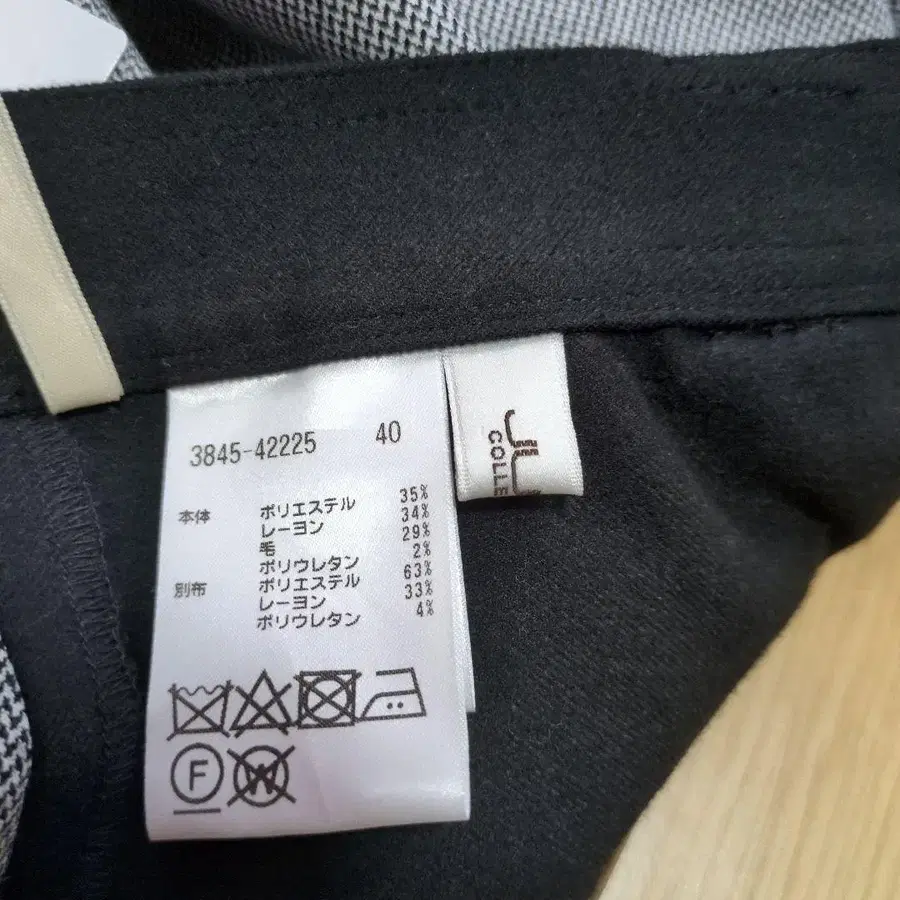 3845-42225 40
本体 ポリエステル 35%
レーヨン 34%
毛 29%
ポリウレタン 2%
別布 ポリエステル 63%
レーヨン 33%
ポリウレタン 4%
F
W
COLLE